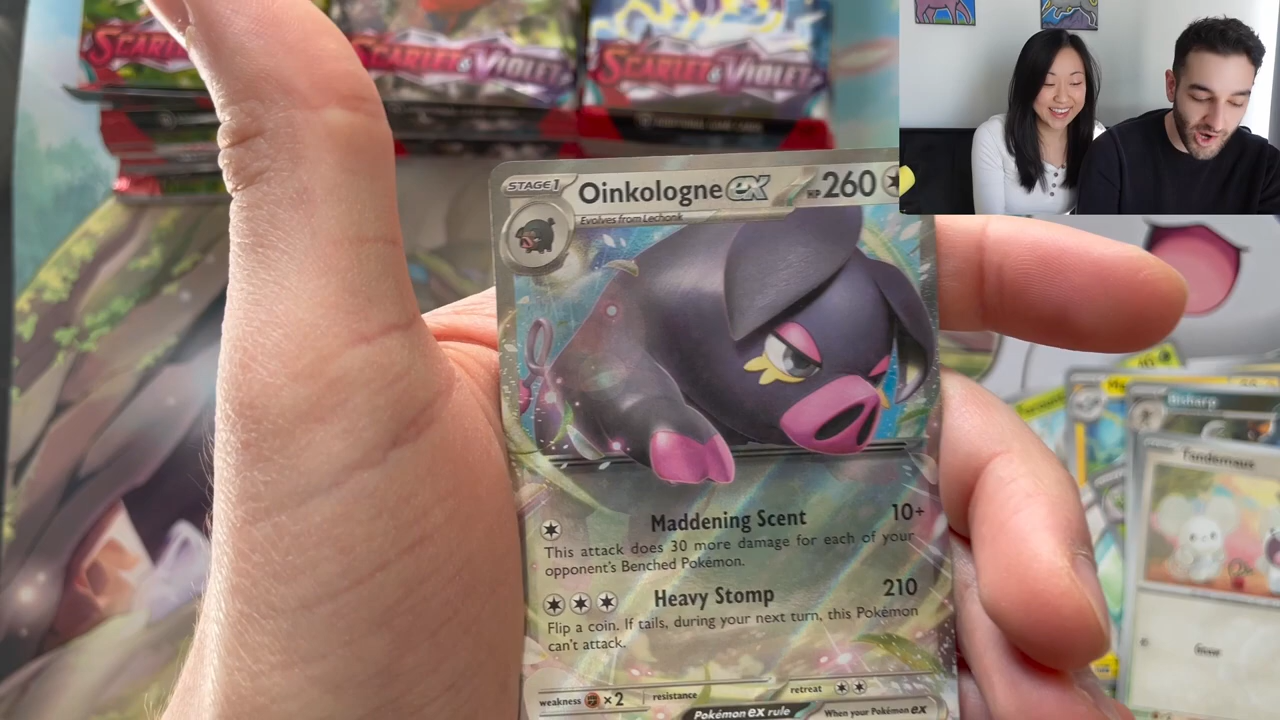 SCARLET
SCARLET & VIOLET
SCARLET & VIOLET
STAGE 1
Oinkologne ex
HP 260
Evolves from Lechonk
Maddening Scent 10+
This attack does 30 more damage for each of your
opponent's Benched Pokémon.
Heavy Stomp 210
Flip a coin. If tails, during your next turn, this Pokémon
can't attack.
weakness ×2 resistance retreat
Pokémon ex rule When your Pokémon ex
Bisharp
Tandemaus